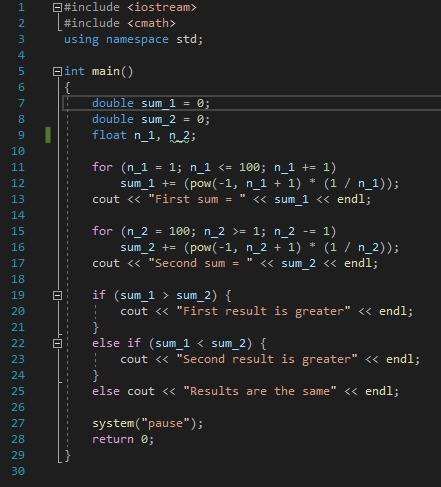 1 #include <iostream>
2 #include <cmath>
3 using namespace std;
4
5 int main()
6 {
7 double sum_1 = 0;
8 double sum_2 = 0;
9 float n_1, n_2;
10
11 for (n_1 = 1; n_1 <= 100; n_1 += 1)
12 sum_1 += (pow(-1, n_1 + 1) * (1 / n_1));
13 cout << "First sum = " << sum_1 << endl;
14
15 for (n_2 = 100; n_2 >= 1; n_2 -= 1)
16 sum_2 += (pow(-1, n_2 + 1) * (1 / n_2));
17 cout << "Second sum = " << sum_2 << endl;
18
19 if (sum_1 > sum_2) {
20 cout << "First result is greater" << endl;
21 }
22 else if (sum_1 < sum_2) {
23 cout << "Second result is greater" << endl;
24 }
25 else cout << "Results are the same" << endl;
26
27 system("pause");
28 return 0;
29 }
30